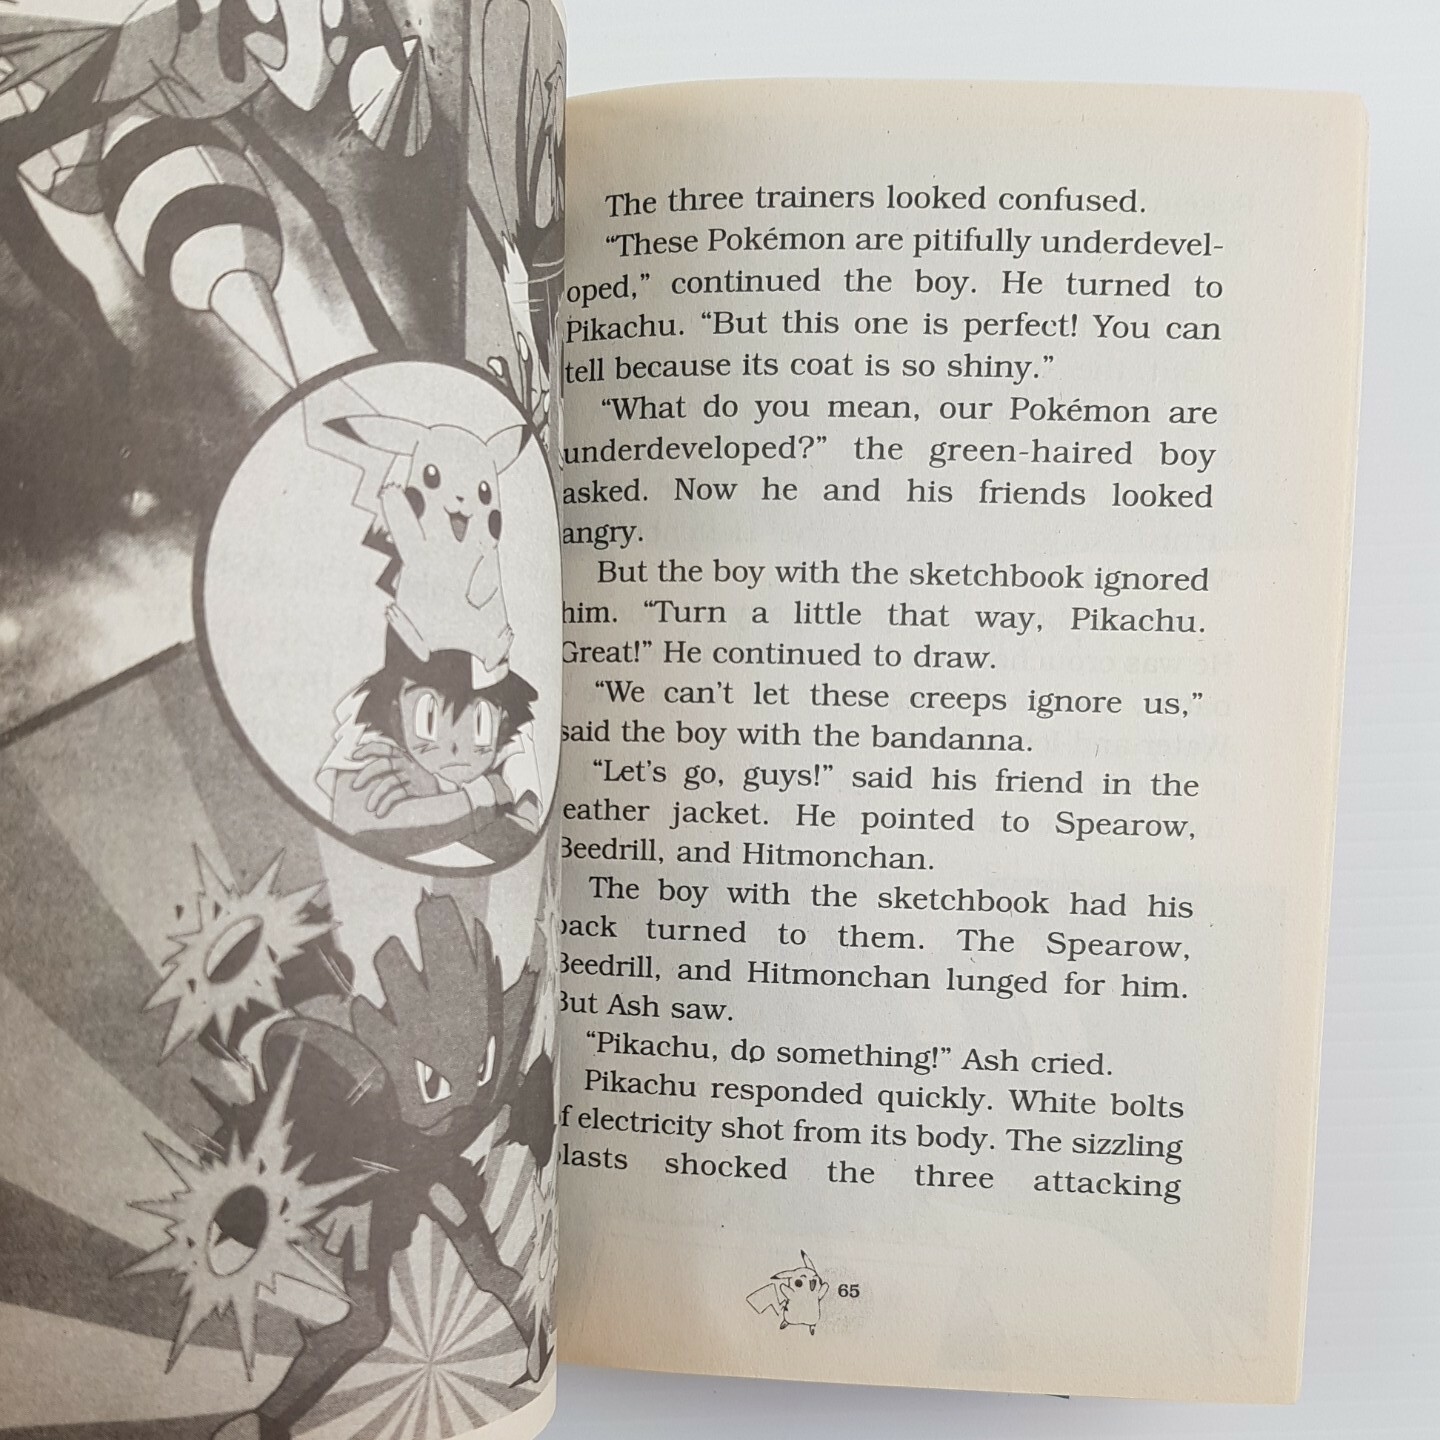 The three trainers looked confused.
“These Pokémon are pitifully underdevel-
oped,” continued the boy. He turned to
Pikachu. “But this one is perfect! You can
tell because its coat is so shiny.”
“What do you mean, our Pokémon are
underdeveloped?” the green-haired boy
asked. Now he and his friends looked
angry.
But the boy with the sketchbook ignored
him. “Turn a little that way, Pikachu.
Great!” He continued to draw.
“We can’t let these creeps ignore us,”
said the boy with the bandanna.
“Let’s go, guys!” said his friend in the
eather jacket. He pointed to Spearow,
Beedrill, and Hitmonchan.
The boy with the sketchbook had his
back turned to them. The Spearow,
Beedrill, and Hitmonchan lunged for him.
But Ash saw.
“Pikachu, do something!” Ash cried.
Pikachu responded quickly. White bolts
of electricity shot from its body. The sizzling
lasts shocked the three attacking
65